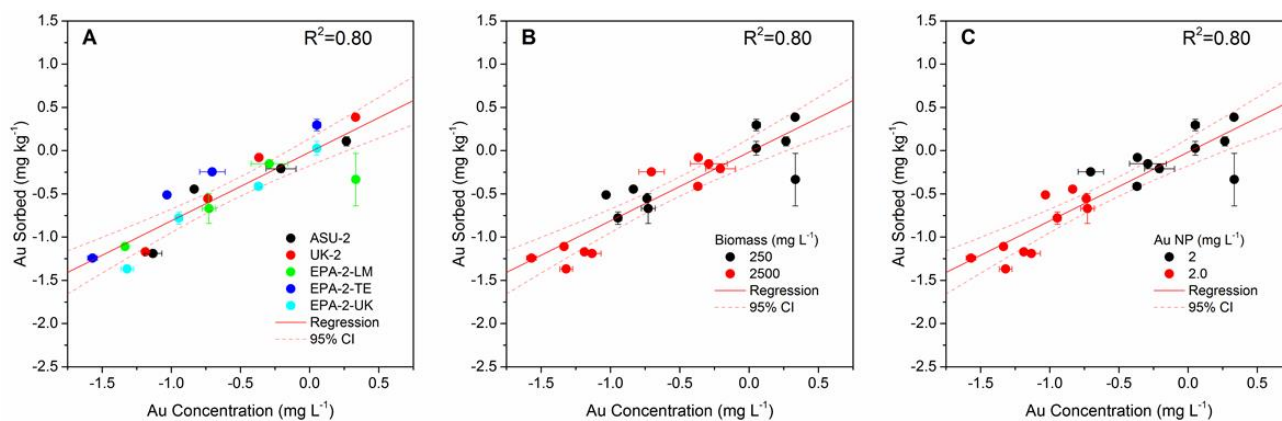 A
R²=0.80
Au Sorbed (mg kg⁻¹)
1.5
1.0
0.5
0.0
-0.5
-1.0
-1.5
-2.0
-2.5
ASU-2
UK-2
EPA-2-LM
EPA-2-TE
EPA-2-UK
Regression
95% CI
-1.5 -1.0 -0.5 0.0 0.5
Au Concentration (mg L⁻¹)
B
R²=0.80
Au Sorbed (mg kg⁻¹)
1.5
1.0
0.5
0.0
-0.5
-1.0
-1.5
-2.0
-2.5
Biomass (mg L⁻¹)
250
2500
Regression
95% CI
-1.5 -1.0 -0.5 0.0 0.5
Au Concentration (mg L⁻¹)
C
R²=0.80
Au Sorbed (mg kg⁻¹)
1.5
1.0
0.5
0.0
-0.5
-1.0
-1.5
-2.0
-2.5
Au NP (mg L⁻¹)
2
2.0
Regression
95% CI
-1.5 -1.0 -0.5 0.0 0.5
Au Concentration (mg L⁻¹)